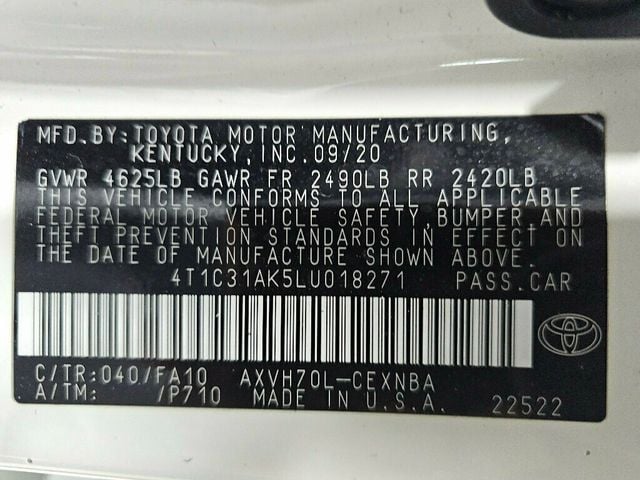 MFD.BY:TOYOTA MOTOR MANUFACTURING,
KENTUCKY, INC.09/20
GVWR 4625LB GAWR FR 2490LB RR 2420LB
THIS VEHICLE CONFORMS TO ALL APPLICABLE
FEDERAL MOTOR VEHICLE SAFETY,BUMPER AND
THEFT PREVENTION STANDARDS IN EFFECT ON
THE DATE OF MANUFACTURE SHOWN ABOVE.
4T1C31AK5LU018271 PASS.CAR
C/TR:040/FA10 AXVH70L-CEXNBA
A/TM: /P710 MADE IN U.S.A. 22522